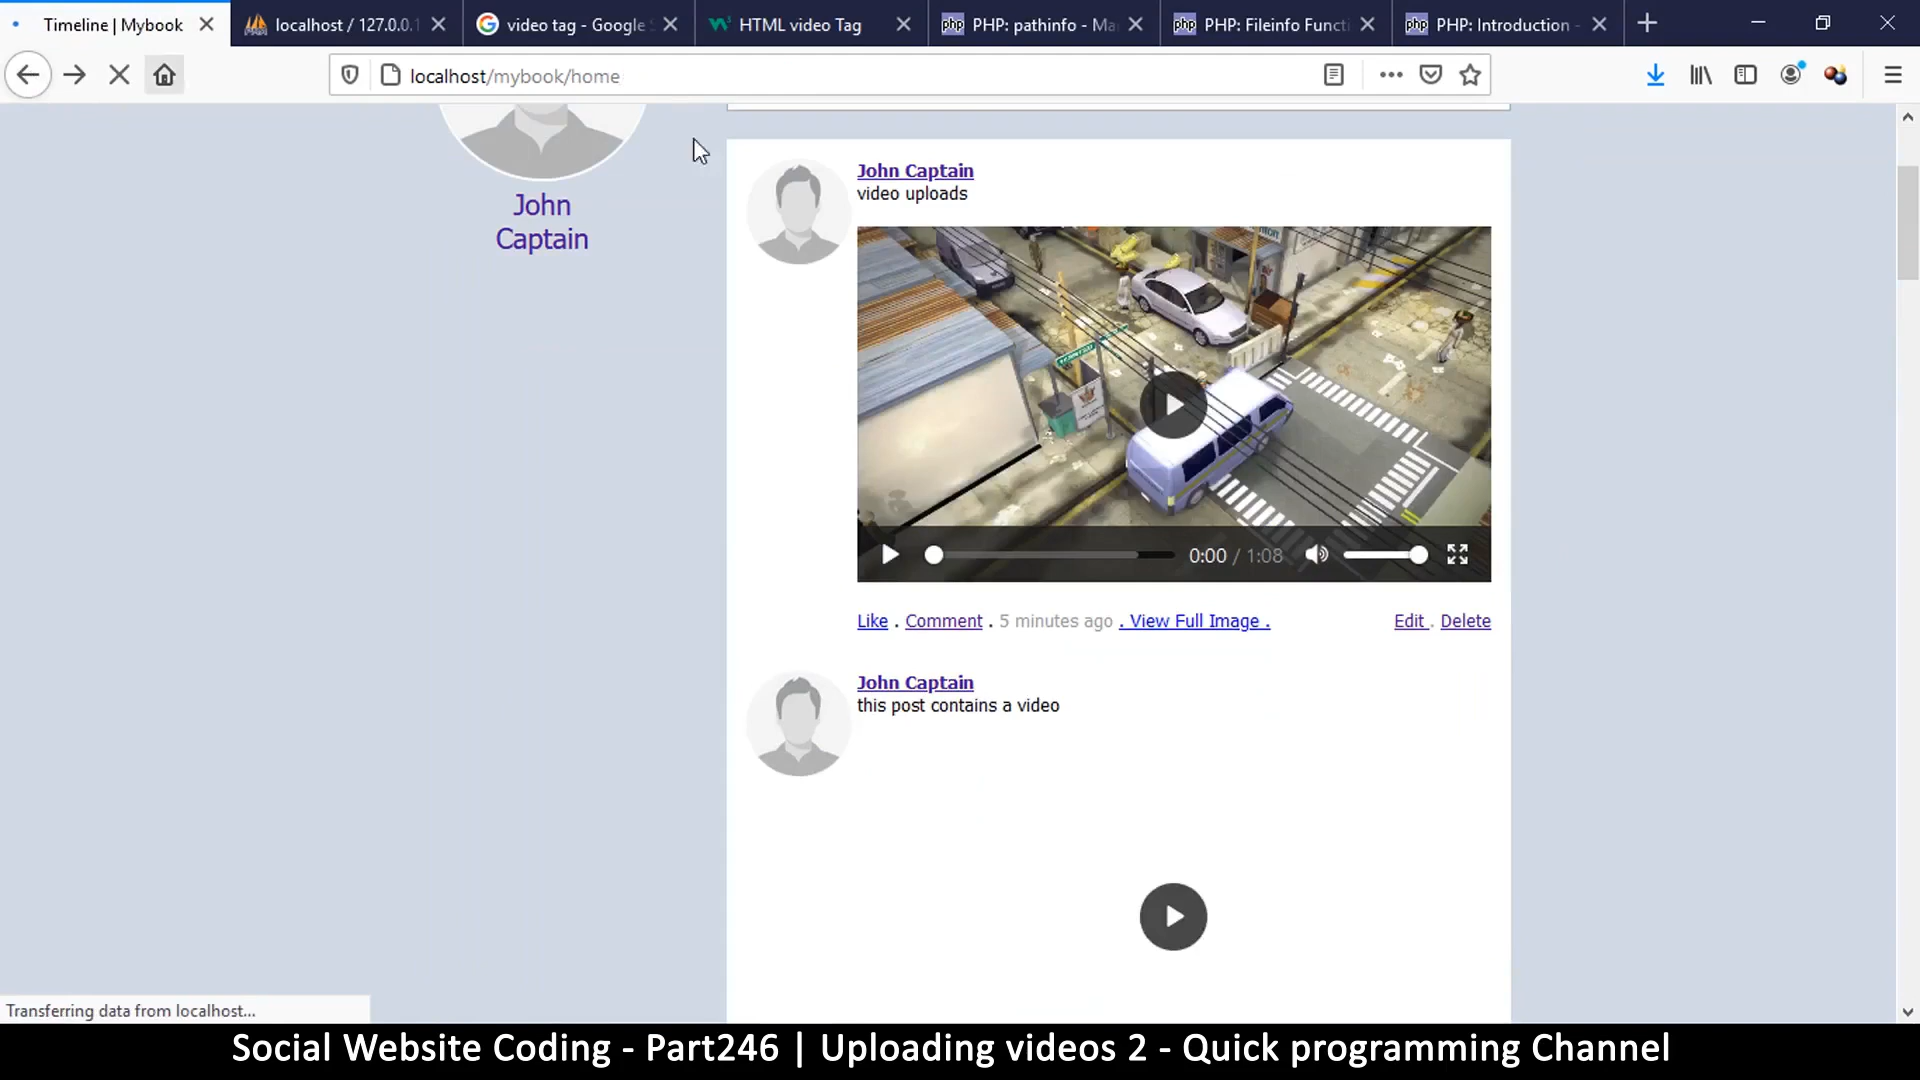 Timeline | Mybook
localhost / 127.0.0.1
video tag - Google S
HTML video Tag
PHP: pathinfo - Ma
PHP: Fileinfo Functi
PHP: Introduction -
localhost/mybook/home
John
Captain
John Captain
video uploads
0:00 / 1:08
Like . Comment . 5 minutes ago . View Full Image .
Edit . Delete
John Captain
this post contains a video
Transferring data from localhost...
Social Website Coding - Part246 | Uploading videos 2 - Quick programming Channel